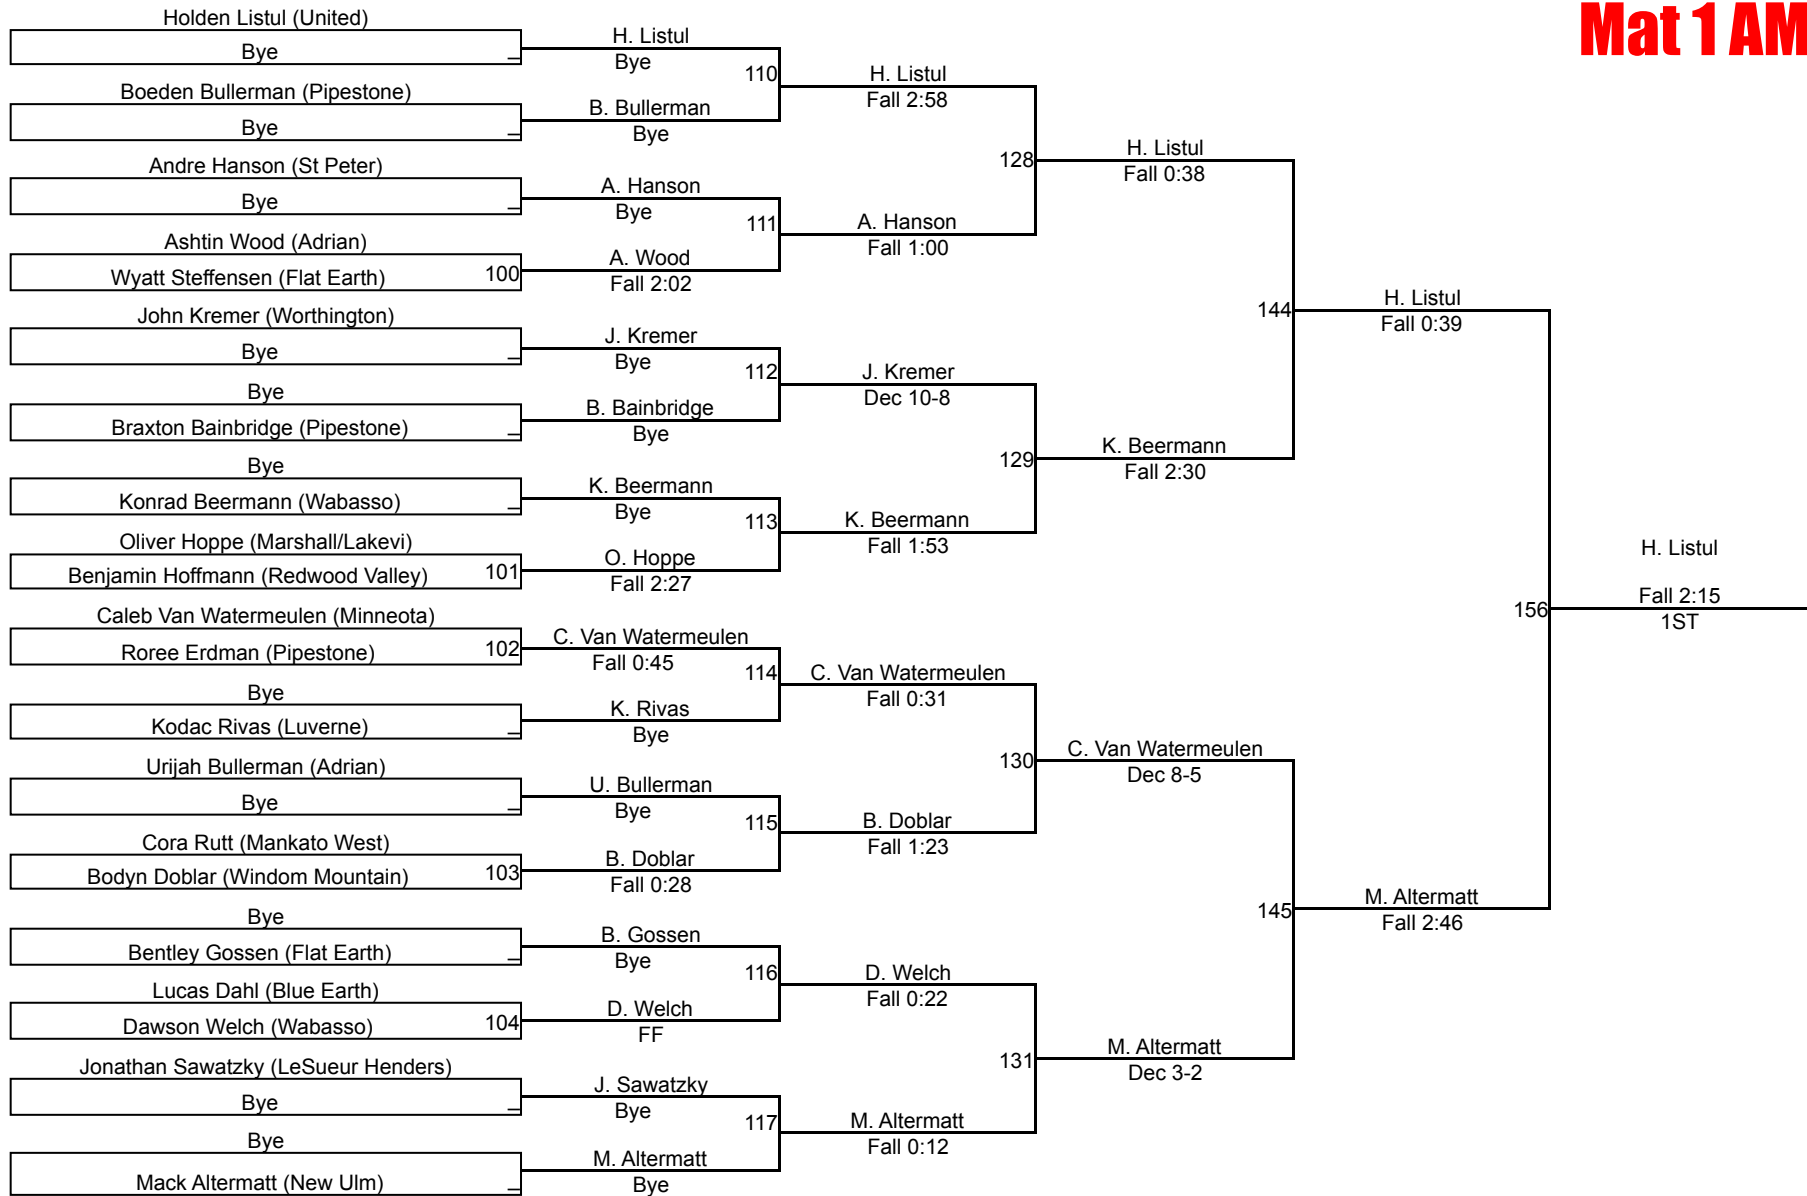 Mat 1 AM
Holden Listul (United)
Bye _
Boeden Bullerman (Pipestone)
Bye _
Andre Hanson (St Peter)
Bye _
Ashtin Wood (Adrian)
Wyatt Steffensen (Flat Earth) 100
John Kremer (Worthington)
Bye _
Bye
Braxton Bainbridge (Pipestone) _
Bye
Konrad Beermann (Wabasso) _
Oliver Hoppe (Marshall/Lakevi)
Benjamin Hoffmann (Redwood Valley) 101
Caleb Van Watermeulen (Minneota)
Roree Erdman (Pipestone) 102
Bye
Kodac Rivas (Luverne) _
Urijah Bullerman (Adrian)
Bye _
Cora Rutt (Mankato West)
Bodyn Doblar (Windom Mountain) 103
Bye
Bentley Gossen (Flat Earth) _
Lucas Dahl (Blue Earth)
Dawson Welch (Wabasso) 104
Jonathan Sawatzky (LeSueur Henders)
Bye _
Bye
Mack Altermatt (New Ulm) _
H. Listul
Bye
110
B. Bullerman
Bye
A. Hanson
Bye
111
A. Wood
Fall 2:02
J. Kremer
Bye
112
B. Bainbridge
Bye
K. Beermann
Bye
113
O. Hoppe
Fall 2:27
C. Van Watermeulen
Fall 0:45
114
K. Rivas
Bye
U. Bullerman
Bye
115
B. Doblar
Fall 0:28
B. Gossen
Bye
116
D. Welch
FF
J. Sawatzky
Bye
117
M. Altermatt
Bye
H. Listul
Fall 2:58
128
A. Hanson
Fall 1:00
J. Kremer
Dec 10-8
129
K. Beermann
Fall 1:53
C. Van Watermeulen
Fall 0:31
130
B. Doblar
Fall 1:23
D. Welch
Fall 0:22
131
M. Altermatt
Fall 0:12
H. Listul
Fall 0:38
144
K. Beermann
Fall 2:30
C. Van Watermeulen
Dec 8-5
145
M. Altermatt
Dec 3-2
H. Listul
Fall 0:39
156
M. Altermatt
Fall 2:46
H. Listul
Fall 2:15
1ST